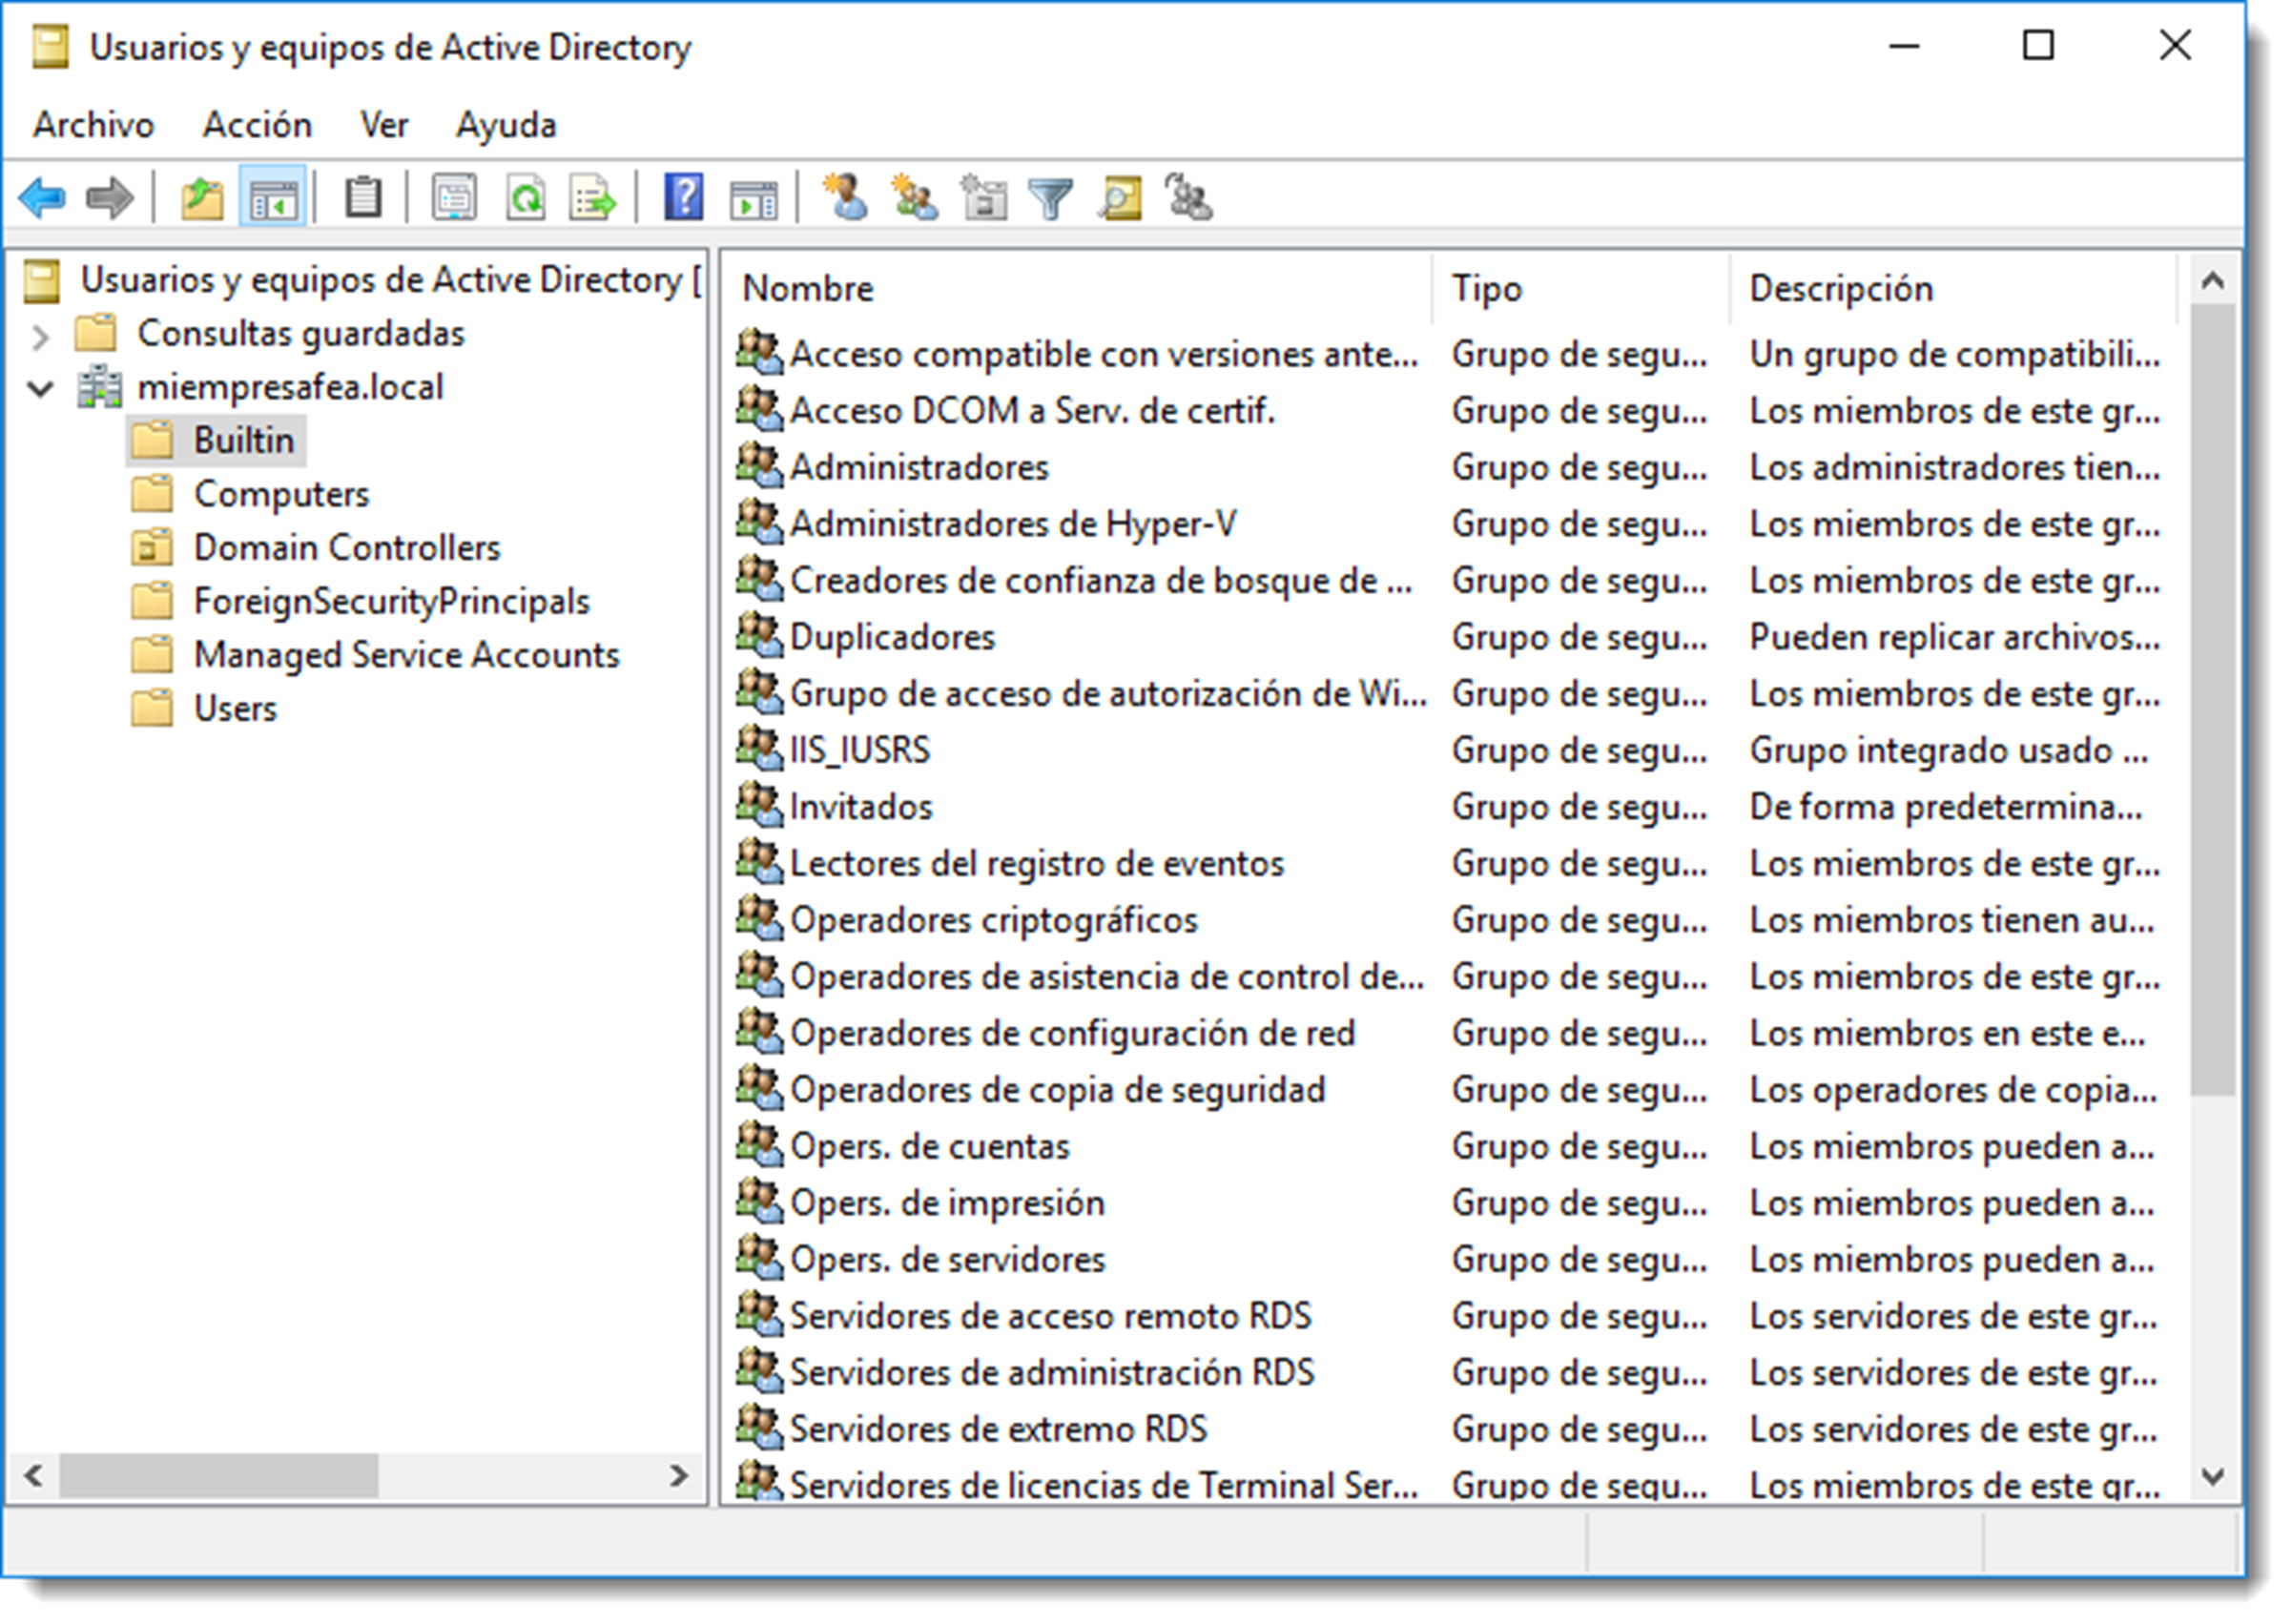 Usuarios y equipos de Active Directory
Archivo Acción Ver Ayuda
Usuarios y equipos de Active Directory [
Consultas guardadas
miempresafea.local
Builtin
Computers
Domain Controllers
ForeignSecurityPrincipals
Managed Service Accounts
Users
Nombre Tipo Descripción
Acceso compatible con versiones ante... Grupo de segu... Un grupo de compatibili...
Acceso DCOM a Serv. de certif. Grupo de segu... Los miembros de este gr...
Administradores Grupo de segu... Los administradores tien...
Administradores de Hyper-V Grupo de segu... Los miembros de este gr...
Creadores de confianza de bosque de ... Grupo de segu... Los miembros de este gr...
Duplicadores Grupo de segu... Pueden replicar archivos...
Grupo de acceso de autorización de Wi... Grupo de segu... Los miembros de este gr...
IIS_IUSRS Grupo de segu... Grupo integrado usado ...
Invitados Grupo de segu... De forma predetermina...
Lectores del registro de eventos Grupo de segu... Los miembros de este gr...
Operadores criptográficos Grupo de segu... Los miembros tienen au...
Operadores de asistencia de control de... Grupo de segu... Los miembros de este gr...
Operadores de configuración de red Grupo de segu... Los miembros en este e...
Operadores de copia de seguridad Grupo de segu... Los operadores de copia...
Opers. de cuentas Grupo de segu... Los miembros pueden a...
Opers. de impresión Grupo de segu... Los miembros pueden a...
Opers. de servidores Grupo de segu... Los miembros pueden a...
Servidores de acceso remoto RDS Grupo de segu... Los servidores de este gr...
Servidores de administración RDS Grupo de segu... Los servidores de este gr...
Servidores de extremo RDS Grupo de segu... Los servidores de este gr...
Servidores de licencias de Terminal Ser... Grupo de segu... Los miembros de este gr...